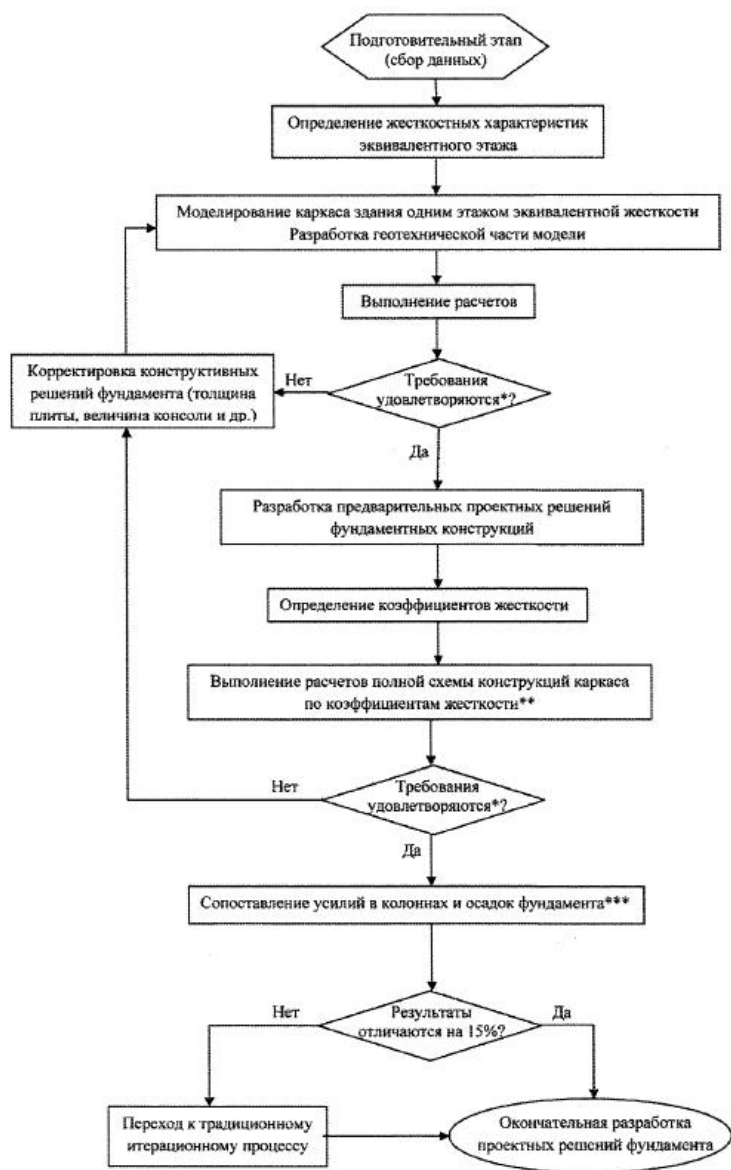 Подготовительный этап
(сбор данных)
Определение жесткостных характеристик
эквивалентного этажа
Моделирование каркаса здания одним этажом эквивалентной жесткости
Разработка геотехнической части модели
Выполнение расчетов
Корректировка конструктивных
решений фундамента (толщина
плиты, величина консоли и др.)
Нет
Требования
удовлетворяются*?
Да
Разработка предварительных проектных решений
фундаментных конструкций
Определение коэффициентов жесткости
Выполнение расчетов полной схемы конструкций каркаса
по коэффициентам жесткости**
Нет
Требования
удовлетворяются*?
Да
Сопоставление усилий в колоннах и осадок фундамента***
Нет
Результаты
отличаются на 15%?
Да
Переход к традиционному
итерационному процессу
Окончательная разработка
проектных решений фундамента